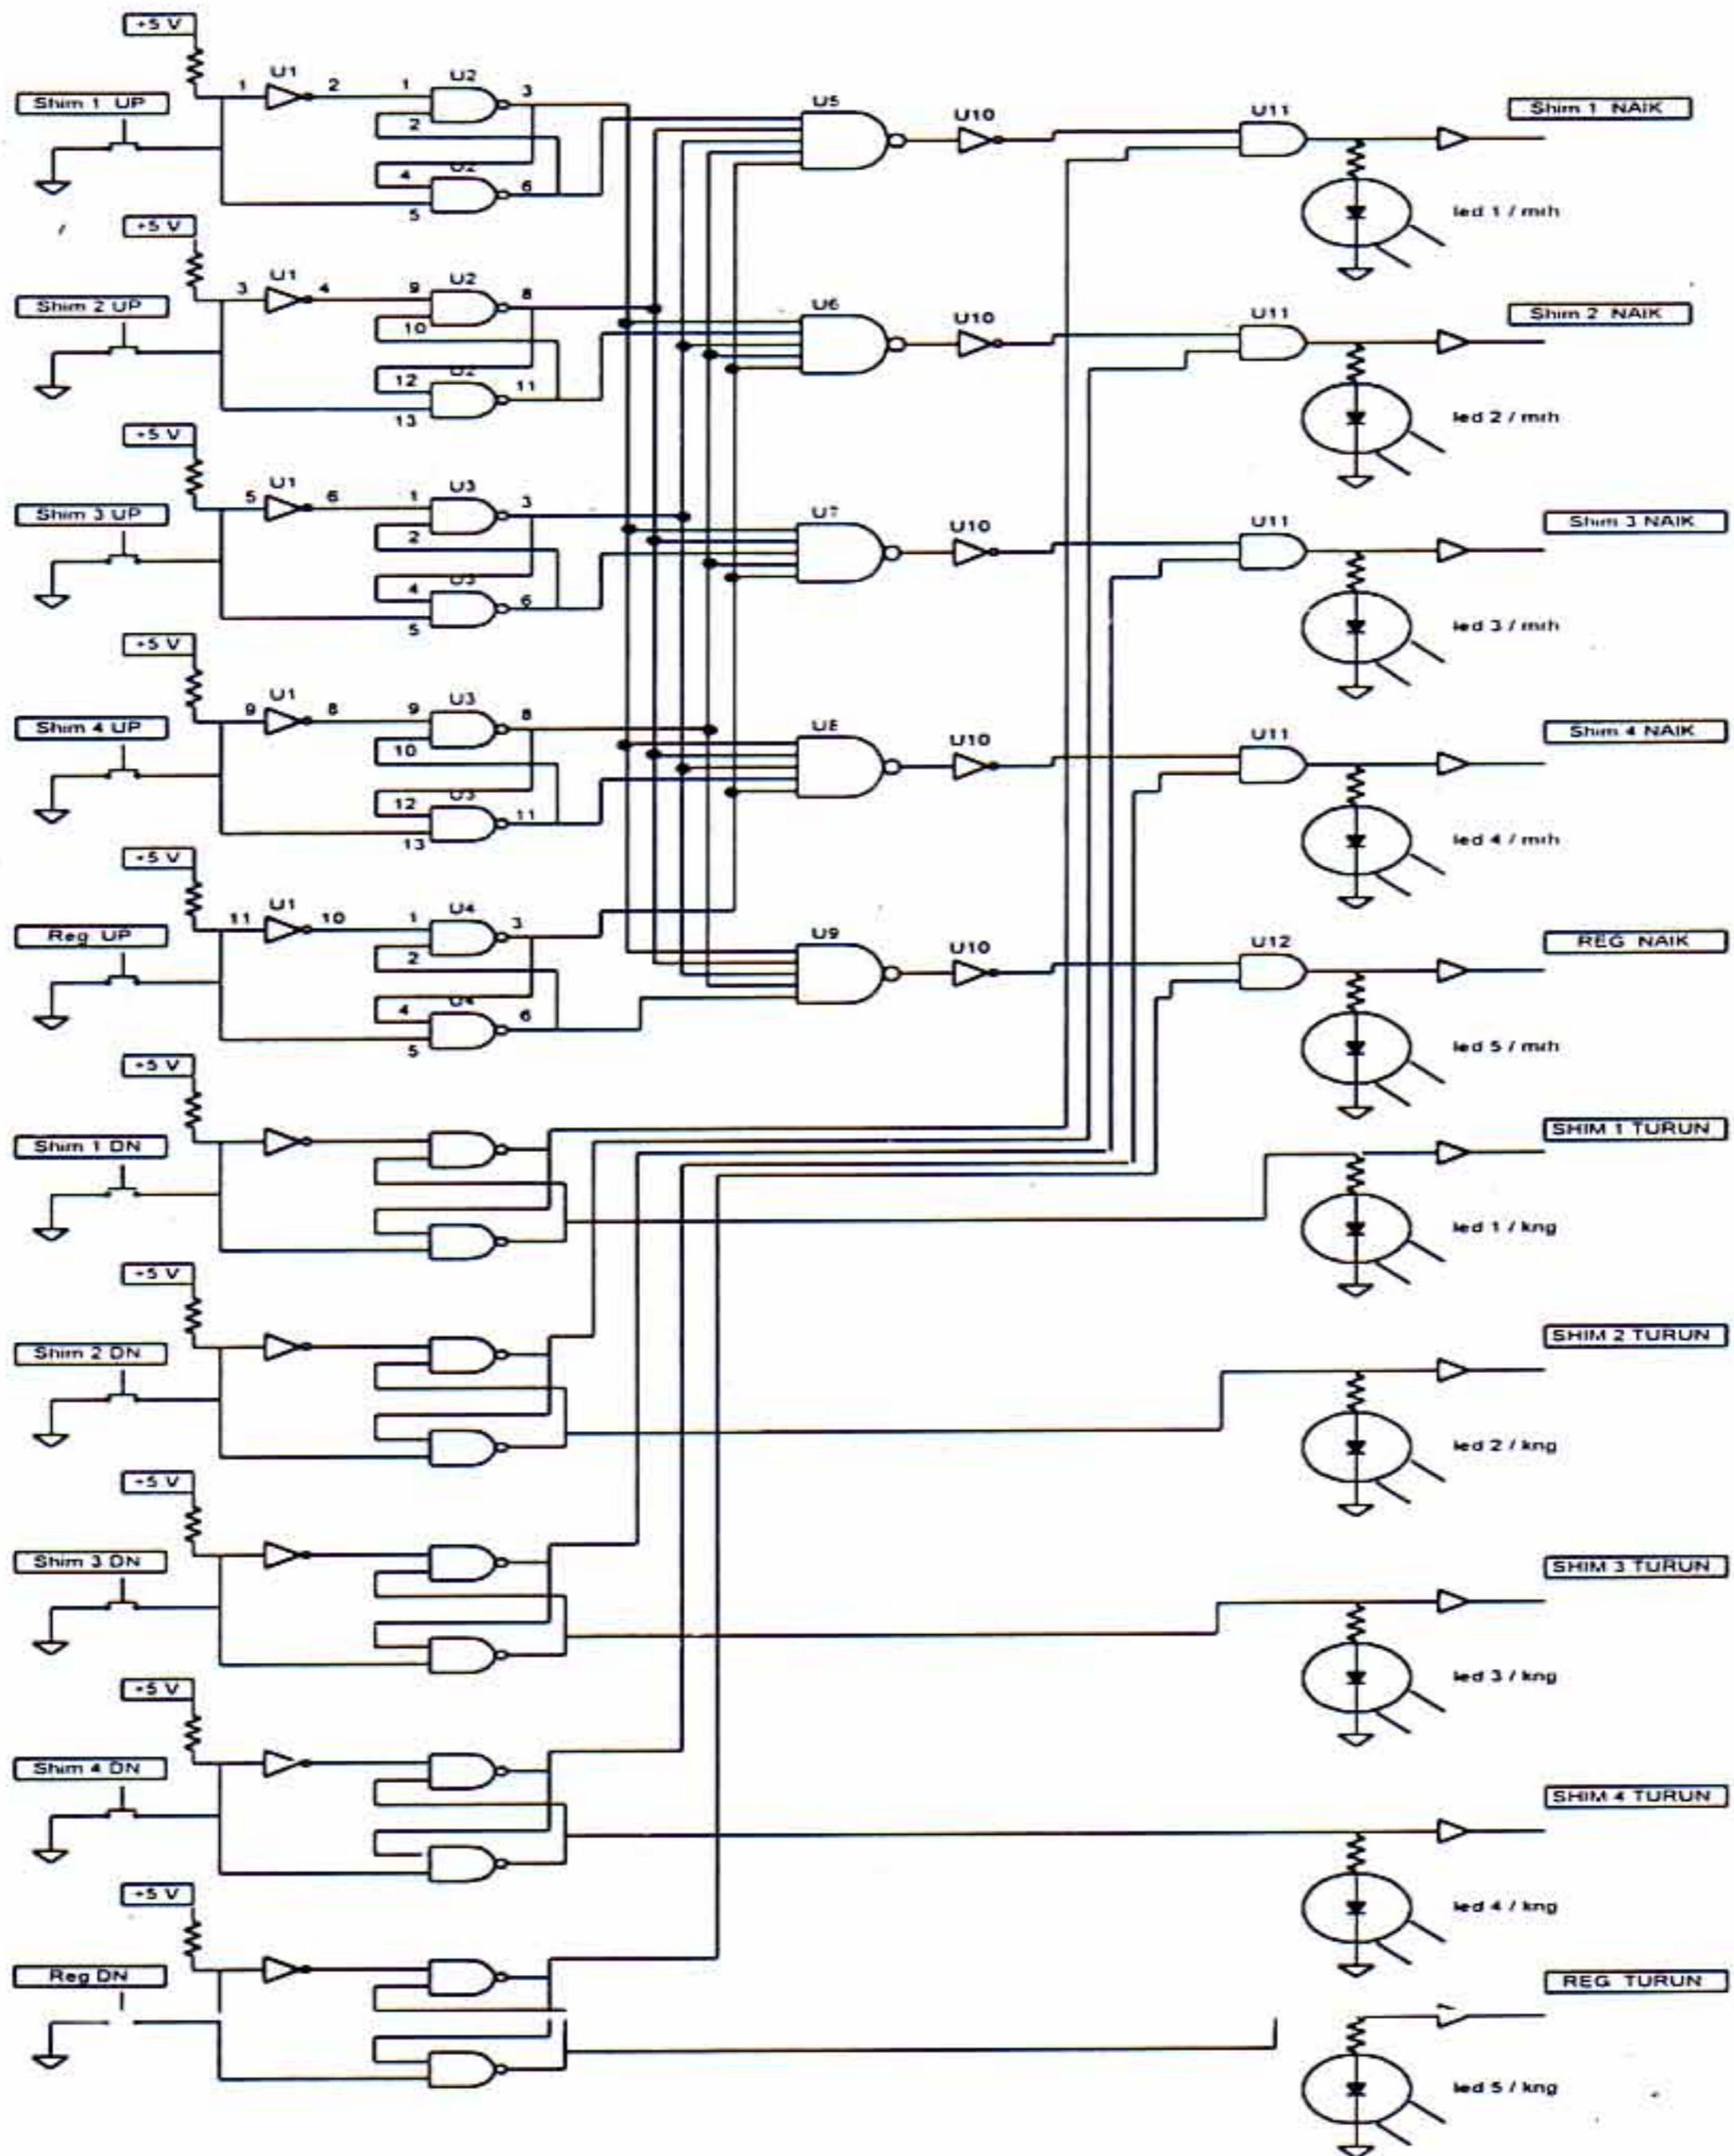 +5 V
Shim 1 UP
1 U1 2
1 U2 3
2
4 U2 6
5
U5
U10
U11
Shim 1 NAIK
led 1 / mrh
+5 V
Shim 2 UP
3 U1 4
9 U2 8
10
12 U2 11
13
U6
U10
U11
Shim 2 NAIK
led 2 / mrh
+5 V
Shim 3 UP
5 U1 6
1 U3 3
2
4 U3 6
5
U7
U10
U11
Shim 3 NAIK
led 3 / mrh
+5 V
Shim 4 UP
9 U1 8
9 U3 8
10
12 U3 11
13
U8
U10
U11
Shim 4 NAIK
led 4 / mrh
+5 V
Reg UP
11 U1 10
1 U4 3
2
4 U4 6
5
U9
U10
U12
REG NAIK
led 5 / mrh
+5 V
Shim 1 DN
SHIM 1 TURUN
led 1 / kng
+5 V
Shim 2 DN
SHIM 2 TURUN
led 2 / kng
+5 V
Shim 3 DN
SHIM 3 TURUN
led 3 / kng
+5 V
Shim 4 DN
SHIM 4 TURUN
led 4 / kng
+5 V
Reg DN
REG TURUN
led 5 / kng